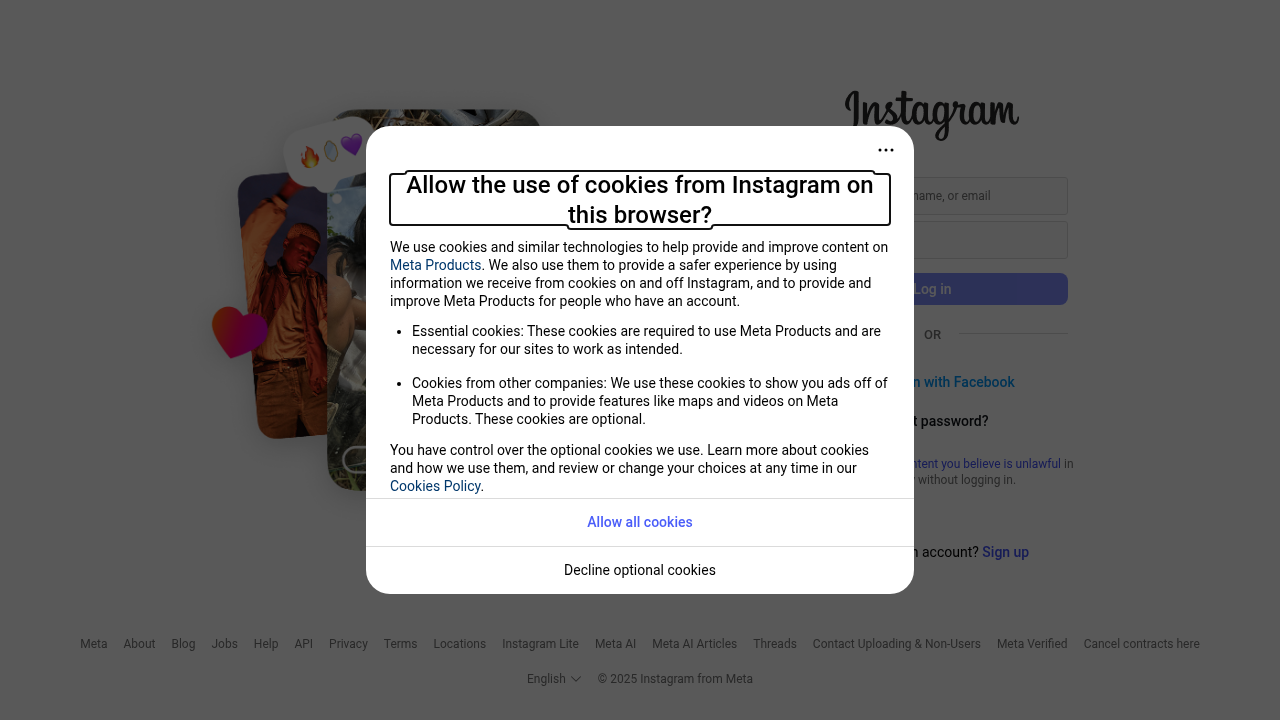 Instagram
Allow the use of cookies from Instagram on
this browser?
We use cookies and similar technologies to help provide and improve content on
Meta Products. We also use them to provide a safer experience by using
information we receive from cookies on and off Instagram, and to provide and
improve Meta Products for people who have an account.
Essential cookies: These cookies are required to use Meta Products and are
necessary for our sites to work as intended.
Cookies from other companies: We use these cookies to show you ads off of
Meta Products and to provide features like maps and videos on Meta
Products. These cookies are optional.
You have control over the optional cookies we use. Learn more about cookies
and how we use them, and review or change your choices at any time in our
Cookies Policy.
Allow all cookies
Decline optional cookies
name, or email
Log in
OR
with Facebook
password?
you believe is unlawful in
without logging in.
account? Sign up
Meta About Blog Jobs Help API Privacy Terms Locations Instagram Lite Meta AI Meta AI Articles Threads Contact Uploading & Non-Users Meta Verified Cancel contracts here
English © 2025 Instagram from Meta